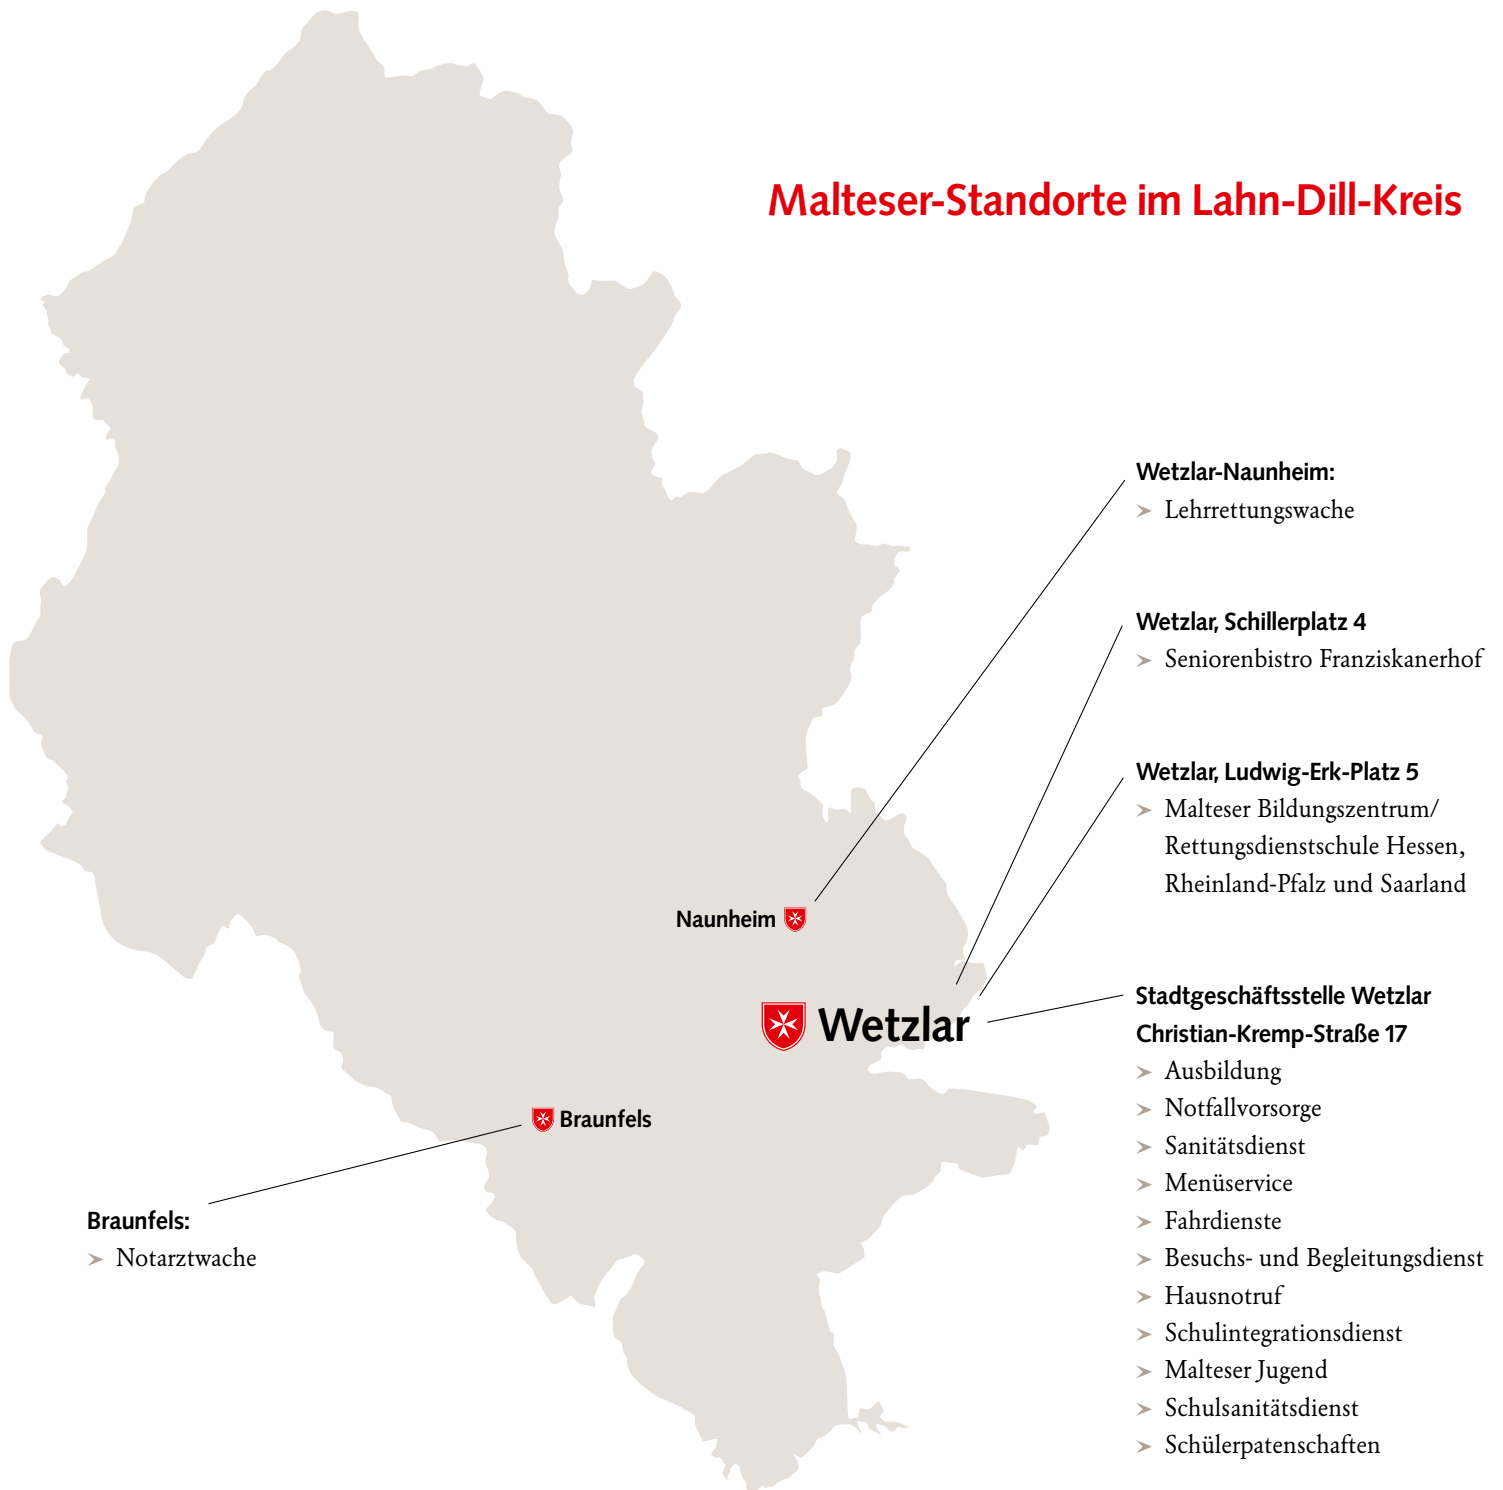 Malteser-Standorte im Lahn-Dill-Kreis
Wetzlar-Naunheim:
➤ Lehrrettungswache
Wetzlar, Schillerplatz 4
➤ Seniorenbistro Franziskanerhof
Wetzlar, Ludwig-Erk-Platz 5
➤ Malteser Bildungszentrum/
Rettungsdienstschule Hessen,
Rheinland-Pfalz und Saarland
Naunheim
Wetzlar
Stadtgeschäftsstelle Wetzlar
Christian-Kremp-Straße 17
➤ Ausbildung
➤ Notfallvorsorge
➤ Sanitätsdienst
➤ Menüservice
➤ Fahrdienste
➤ Besuchs- und Begleitungsdienst
➤ Hausnotruf
➤ Schulintegrationsdienst
➤ Malteser Jugend
➤ Schulsanitätsdienst
➤ Schülerpatenschaften
Braunfels
Braunfels:
➤ Notarztwache